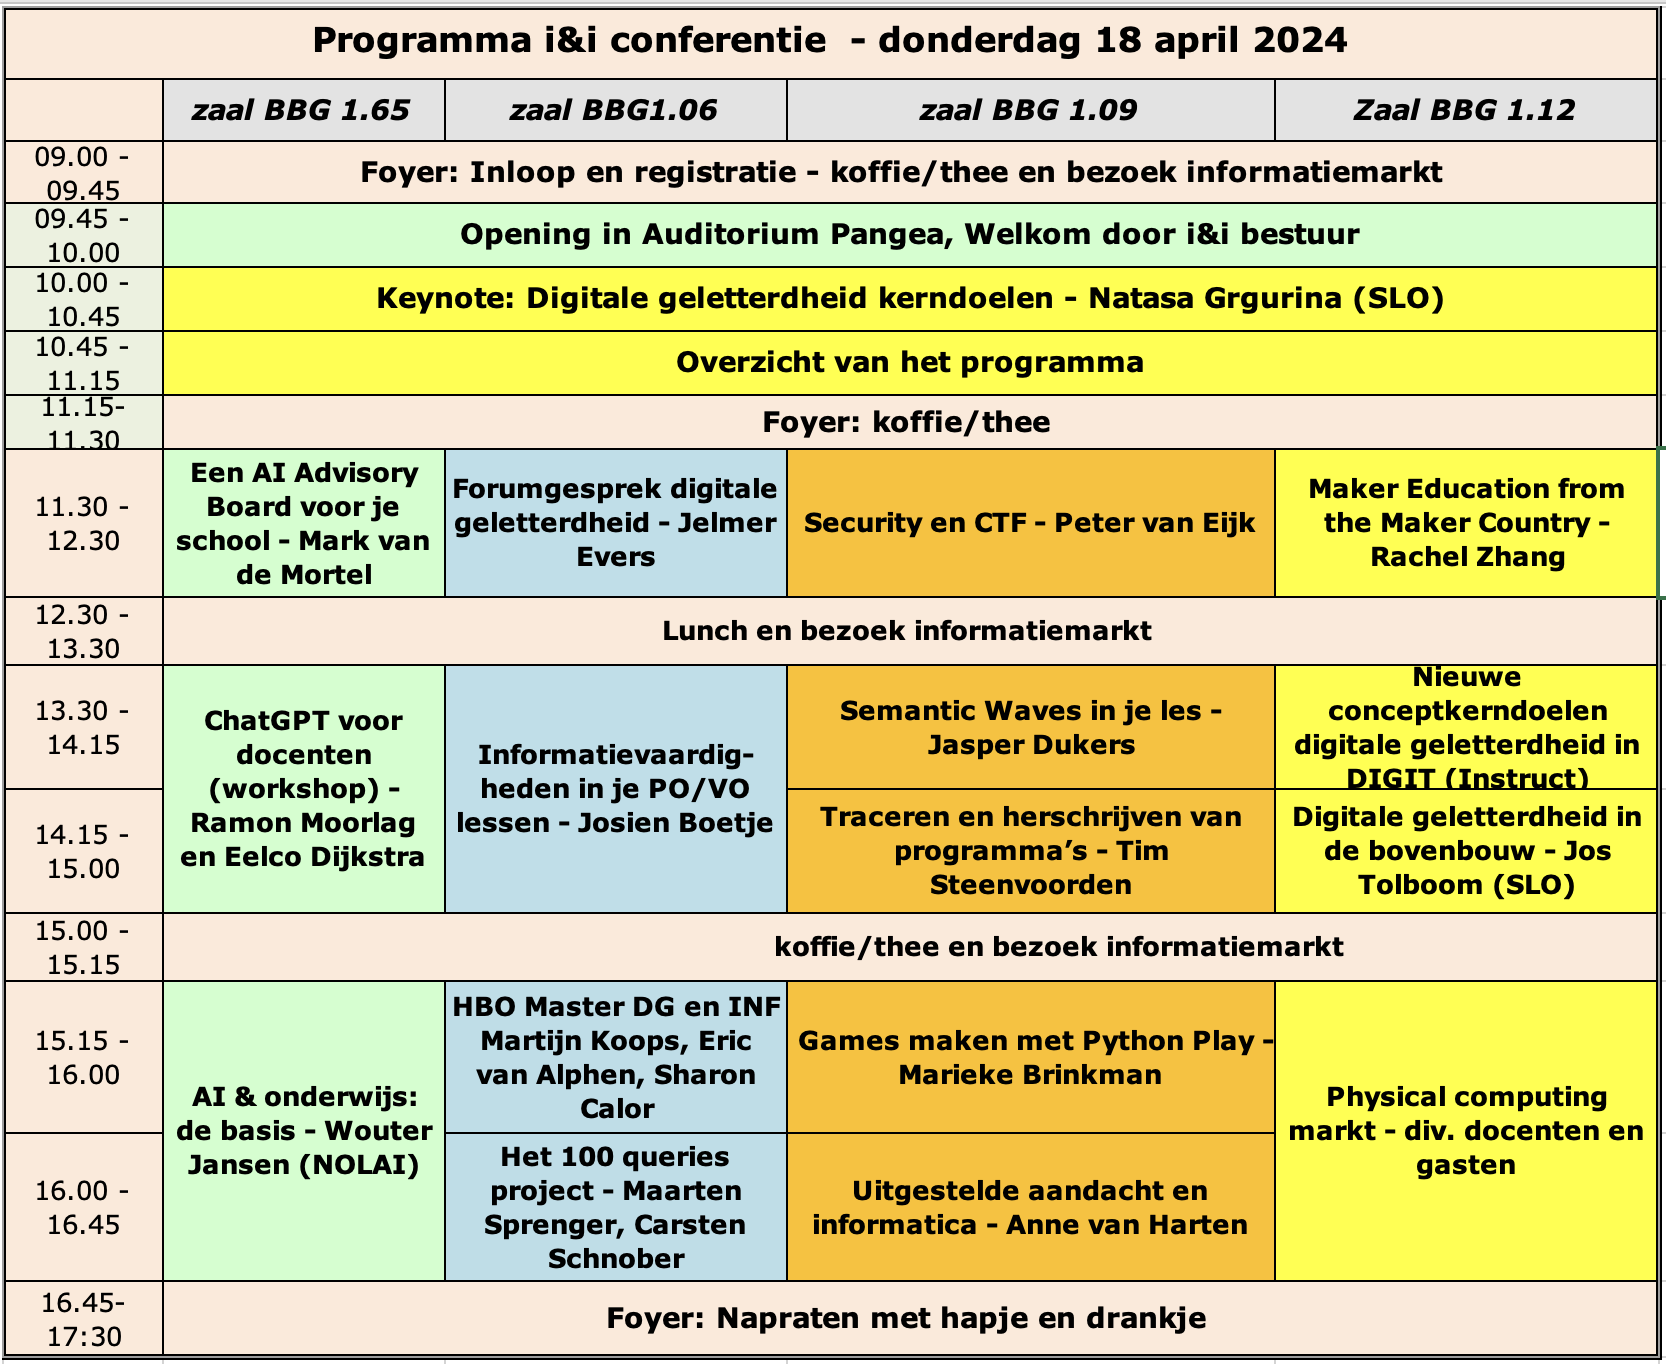 Programma i&i conferentie  - donderdag 18 april 2024
zaal BBG 1.65
zaal BBG1.06
zaal BBG 1.09
Zaal BBG 1.12
09.00 -
09.45
Foyer: Inloop en registratie - koffie/thee en bezoek informatiemarkt
09.45 -
10.00
Opening in Auditorium Pangea, Welkom door i&i bestuur
10.00 -
10.45
Keynote: Digitale geletterdheid kerndoelen - Natasa Grgurina (SLO)
10.45 -
11.15
Overzicht van het programma
11.15-
11.30
Foyer: koffie/thee
11.30 -
12.30
Een AI Advisory
Board voor je
school - Mark van
de Mortel
Forumgesprek digitale
geletterdheid - Jelmer
Evers
Security en CTF - Peter van Eijk
Maker Education from
the Maker Country -
Rachel Zhang
12.30 -
13.30
Lunch en bezoek informatiemarkt
13.30 -
14.15
ChatGPT voor
docenten
(workshop) -
Ramon Moorlag
en Eelco Dijkstra
Informatievaardig-
heden in je PO/VO
lessen - Josien Boetje
Semantic Waves in je les -
Jasper Dukers
Nieuwe
conceptkerndoelen
digitale geletterdheid in
DIGIT (Instruct)
14.15 -
15.00
Traceren en herschrijven van
programma’s - Tim
Steenvoorden
Digitale geletterdheid in
de bovenbouw - Jos
Tolboom (SLO)
15.00 -
15.15
koffie/thee en bezoek informatiemarkt
15.15 -
16.00
AI & onderwijs:
de basis - Wouter
Jansen (NOLAI)
HBO Master DG en INF
Martijn Koops, Eric
van Alphen, Sharon
Calor
Games maken met Python Play -
Marieke Brinkman
Physical computing
markt - div. docenten en
gasten
16.00 -
16.45
Het 100 queries
project - Maarten
Sprenger, Carsten
Schnober
Uitgestelde aandacht en
informatica - Anne van Harten
16.45-
17:30
Foyer: Napraten met hapje en drankje